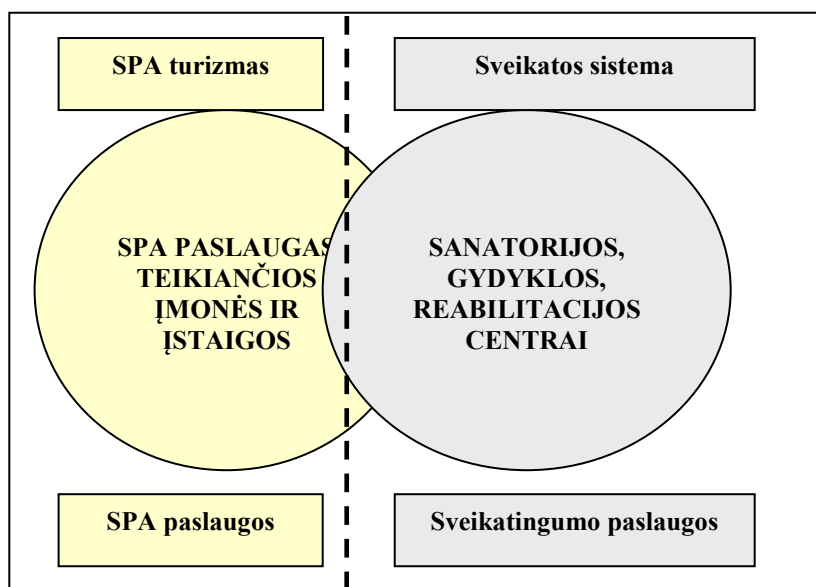 SPA turizmas
Sveikatos sistema
SPA PASLAUGAS
TEIKIANČIOS
ĮMONĖS IR
ĮSTAIGOS
SANATORIJOS,
GYDYKLOS,
REABILITACIJOS
CENTRAI
SPA paslaugos
Sveikatingumo paslaugos